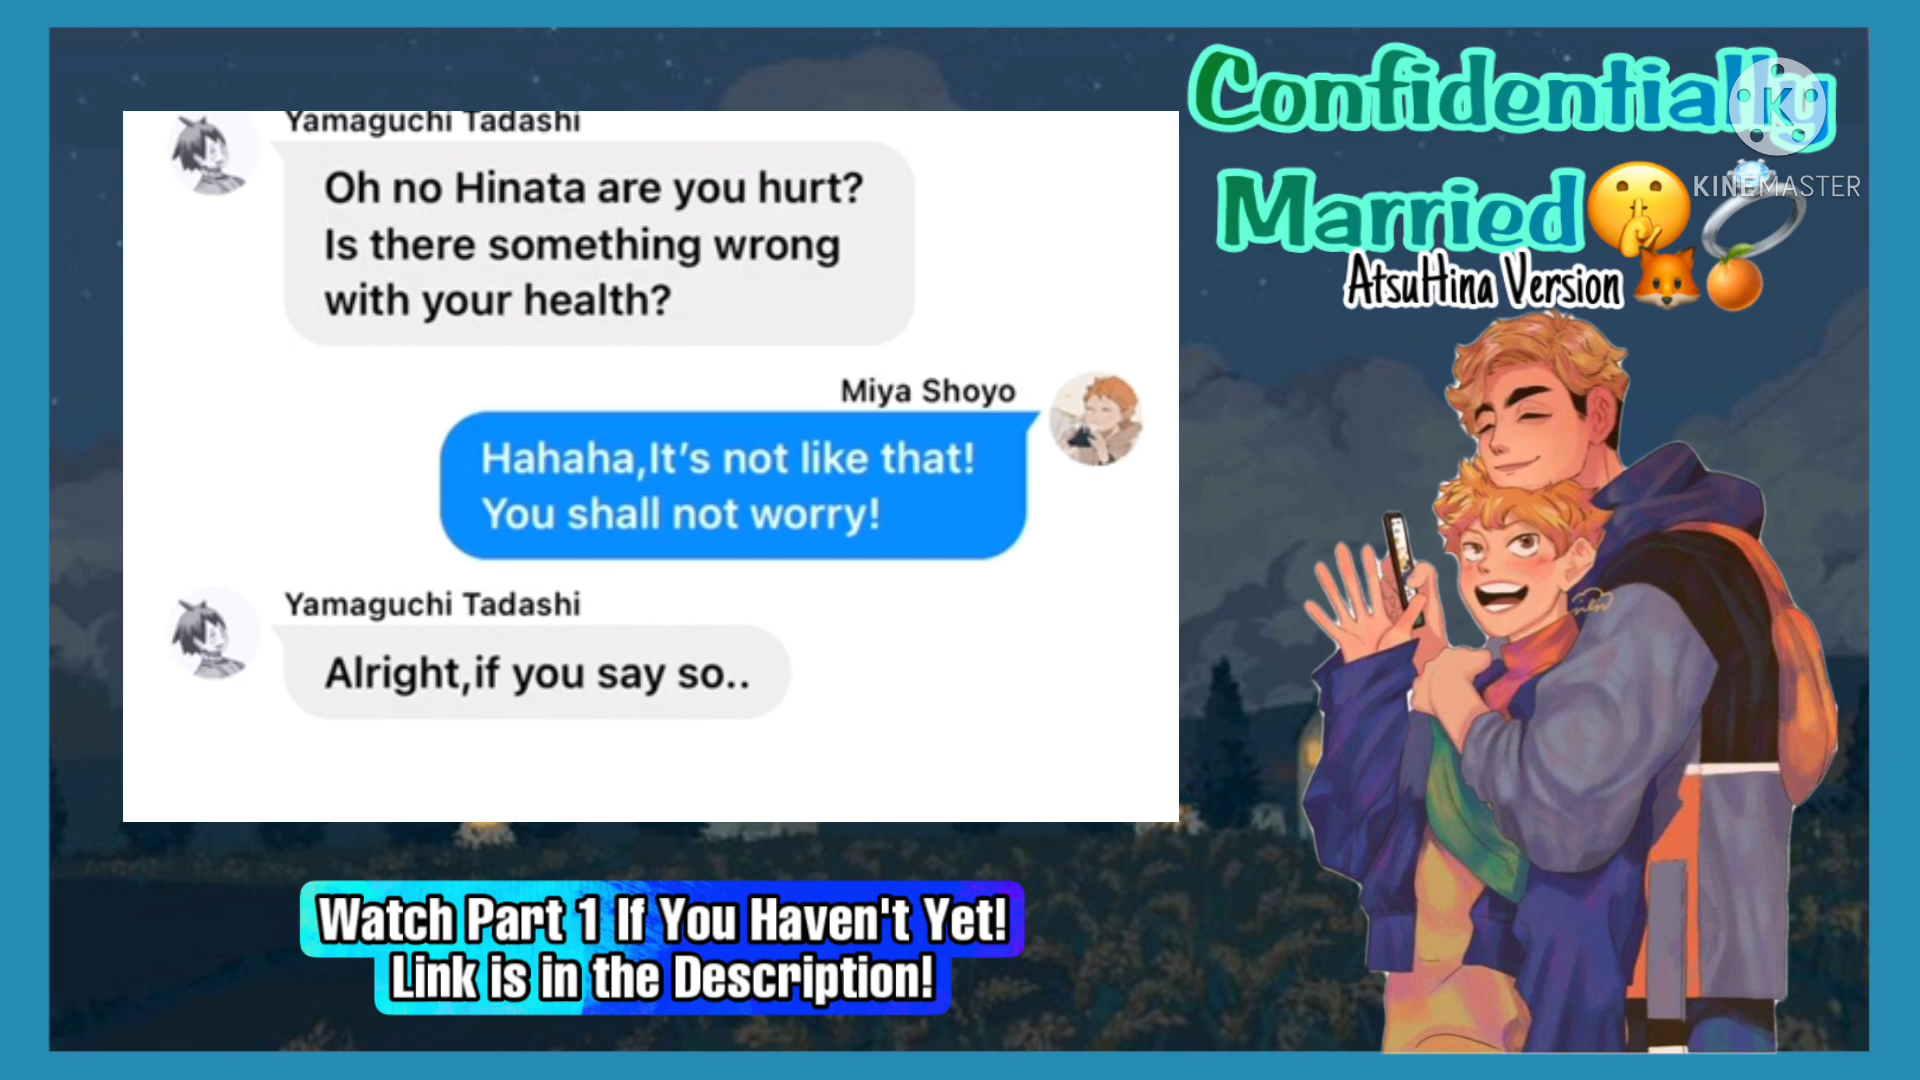 Confidentially
Married
KINEMASTER
AtsuHina Version
Yamaguchi Tadashi
Oh no Hinata are you hurt?
Is there something wrong
with your health?
Miya Shoyo
Hahaha,It’s not like that!
You shall not worry!
Yamaguchi Tadashi
Alright,if you say so..
Watch Part 1 If You Haven't Yet!
Link is in the Description!